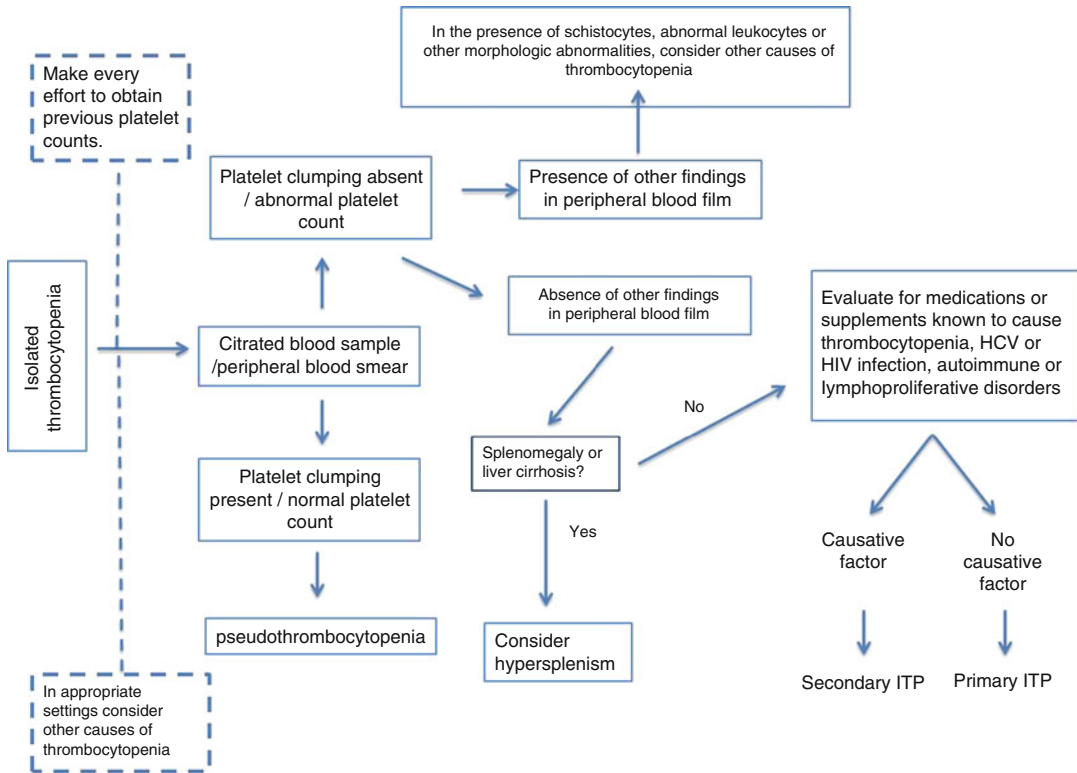 In the presence of schistocytes, abnormal leukocytes or
other morphologic abnormalities, consider other causes of
thrombocytopenia
Make every
effort to obtain
previous platelet
counts.
Platelet clumping absent
/ abnormal platelet
count
Presence of other findings
in peripheral blood film
Isolated
thrombocytopenia
Citrated blood sample
/peripheral blood smear
Absence of other findings
in peripheral blood film
Evaluate for medications or
supplements known to cause
thrombocytopenia, HCV or
HIV infection, autoimmune or
lymphoproliferative disorders
No
Splenomegaly or
liver cirrhosis?
Platelet clumping
present / normal platelet
count
Yes
Causative
factor
No
causative
factor
pseudothrombocytopenia
Consider
hypersplenism
Secondary ITP
Primary ITP
In appropriate
settings consider
other causes of
thrombocytopenia